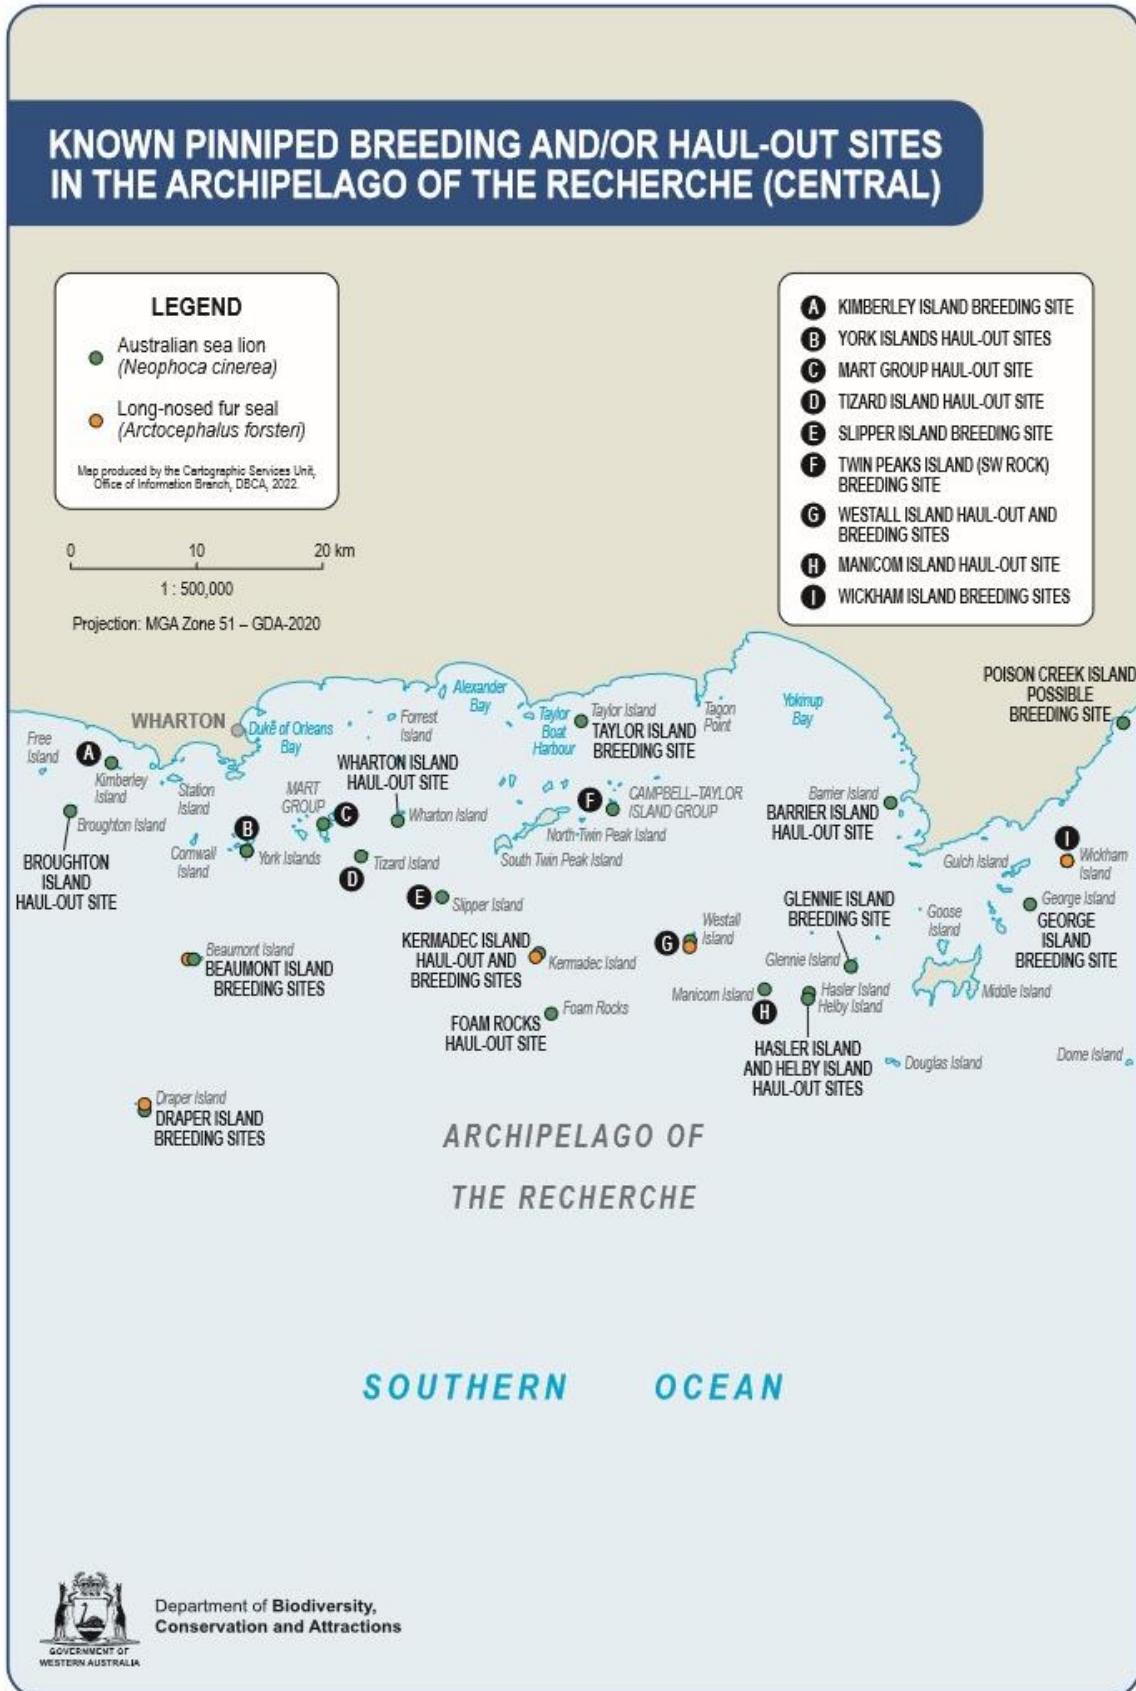 KNOWN PINNIPED BREEDING AND/OR HAUL-OUT SITES
IN THE ARCHIPELAGO OF THE RECHERCHE (CENTRAL)
LEGEND
Australian sea lion
(Neophoca cinerea)
Long-nosed fur seal
(Arctocephalus forsteri)
Map produced by the Cartographic Services Unit,
Office of Information Branch, DBCA, 2022.
0 10 20 km
1 : 500,000
Projection: MGA Zone 51 – GDA-2020
A KIMBERLEY ISLAND BREEDING SITE
B YORK ISLANDS HAUL-OUT SITES
C MART GROUP HAUL-OUT SITE
D TIZARD ISLAND HAUL-OUT SITE
E SLIPPER ISLAND BREEDING SITE
F TWIN PEAKS ISLAND (SW ROCK)
BREEDING SITE
G WESTALL ISLAND HAUL-OUT AND
BREEDING SITES
H MANICOM ISLAND HAUL-OUT SITE
I WICKHAM ISLAND BREEDING SITES
POISON CREEK ISLAND
POSSIBLE
BREEDING SITE
WHARTON
Duke of Orleans
Bay
Forrest
Island
Alexander
Bay
Taylor
Boat
Harbour
Taylor Island
TAYLOR ISLAND
BREEDING SITE
Tagon
Point
Yokinup
Bay
Free
Island
A
Kimberley
Island
Broughton Island
BROUGHTON
ISLAND
HAUL-OUT SITE
Station
Island
MART
GROUP
C
WHARTON ISLAND
HAUL-OUT SITE
Wharton Island
B
York Islands
Cornwall
Island
D
Tizard Island
F
CAMPBELL–TAYLOR
ISLAND GROUP
North Twin Peak Island
South Twin Peak Island
Barrier Island
BARRIER ISLAND
HAUL-OUT SITE
I
Wickham
Island
Gulch Island
E
Slipper Island
GLENNIE ISLAND
BREEDING SITE
Goose
Island
George Island
GEORGE
ISLAND
BREEDING SITE
Beaumont Island
BEAUMONT ISLAND
BREEDING SITES
KERMADEC ISLAND
HAUL-OUT AND
BREEDING SITES
Kermadec Island
G
Westall
Island
Glennie Island
Manicom Island
H
Hasler Island
Helby Island
Middle Island
Foam Rocks
FOAM ROCKS
HAUL-OUT SITE
HASLER ISLAND
AND HELBY ISLAND
HAUL-OUT SITES
Douglas Island
Dome Island
Draper Island
DRAPER ISLAND
BREEDING SITES
ARCHIPELAGO OF
THE RECHERCHE
SOUTHERN OCEAN
Department of Biodiversity,
Conservation and Attractions
GOVERNMENT OF
WESTERN AUSTRALIA